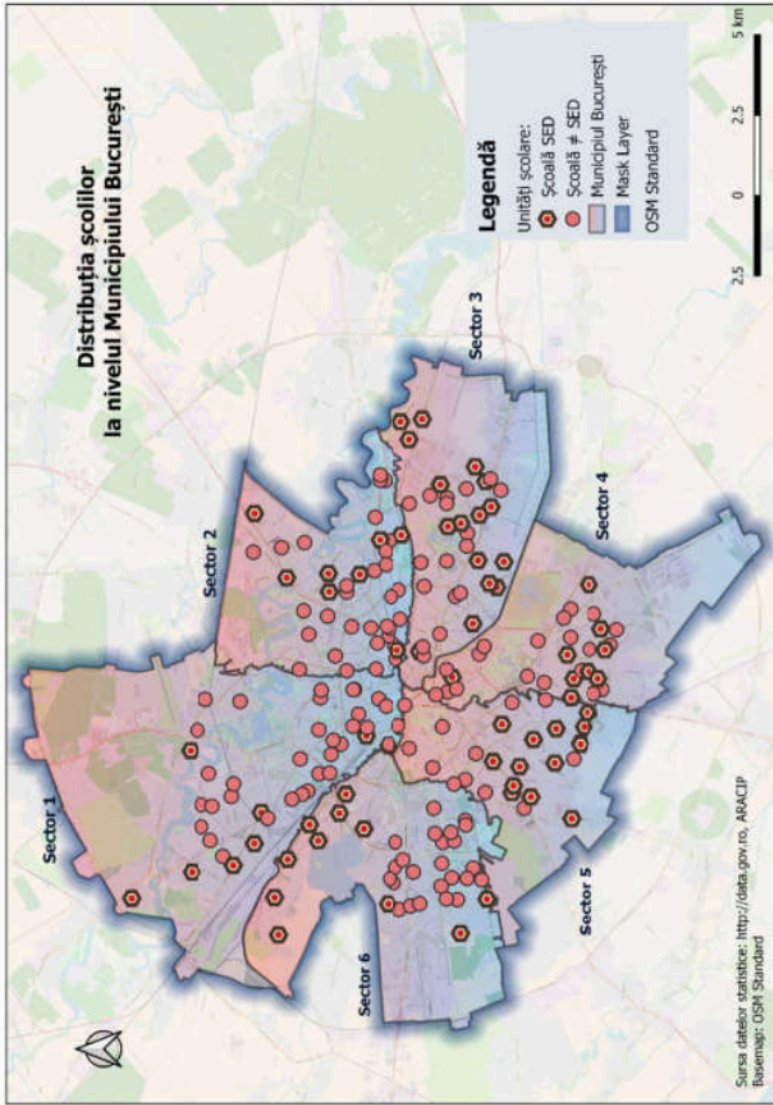 Distribuția școlilor
la nivelul Municipiului București
Sector 1
Sector 2
Sector 3
Sector 4
Sector 5
Sector 6
Legendă
Unități școlare:
Școală SED
Școală ≠ SED
Municipiul București
Mask Layer
OSM Standard
2.5 0 2.5 5 km
Sursa datelor statistice: http://data.gov.ro, ARACIP
Basemap: OSM Standard